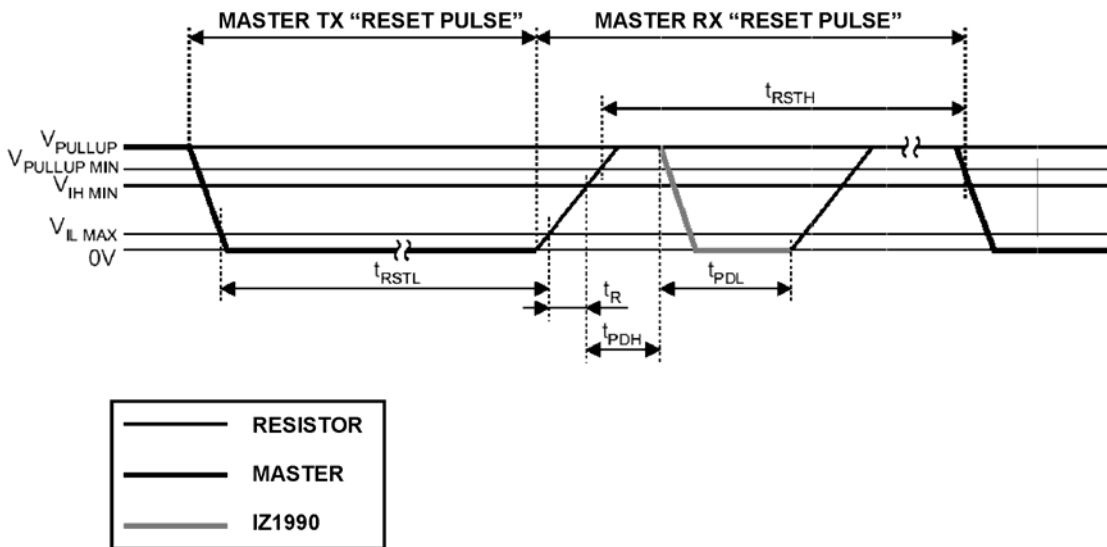 MASTER TX “RESET PULSE” MASTER RX “RESET PULSE”
tRSTH
VPULLUP
VPULLUP MIN
VIH MIN
VIL MAX
0V
tRSTL
tR
tPDL
tPDH
RESISTOR
MASTER
IZ1990